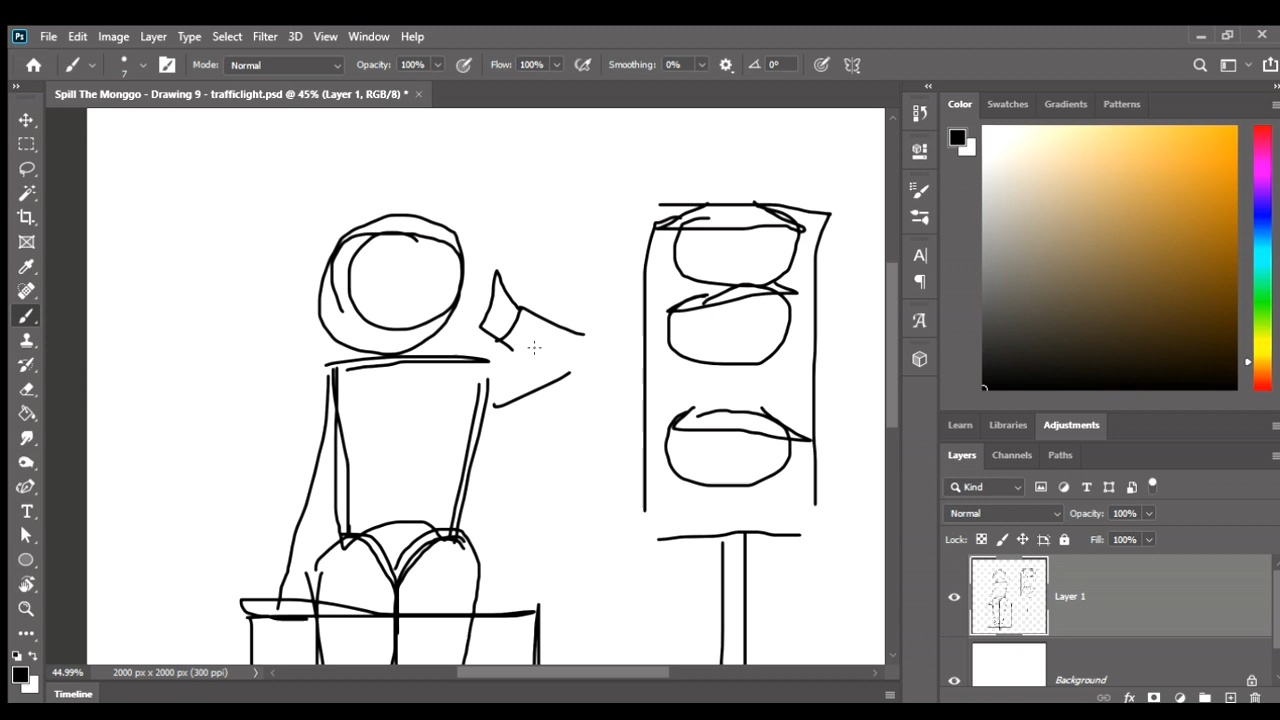 Ps File Edit Image Layer Type Select Filter 3D View Window Help
7 Mode: Normal Opacity: 100% Flow: 100% Smoothing: 0% 0°
Spill The Monggo - Drawing 9 - trafficlight.psd @ 45% (Layer 1, RGB/8) *
Color Swatches Gradients Patterns
Learn Libraries Adjustments
Layers Channels Paths
Kind
Normal Opacity: 100%
Lock: Fill: 100%
Layer 1
Background
44.99% 2000 px x 2000 px (300 ppi)
Timeline